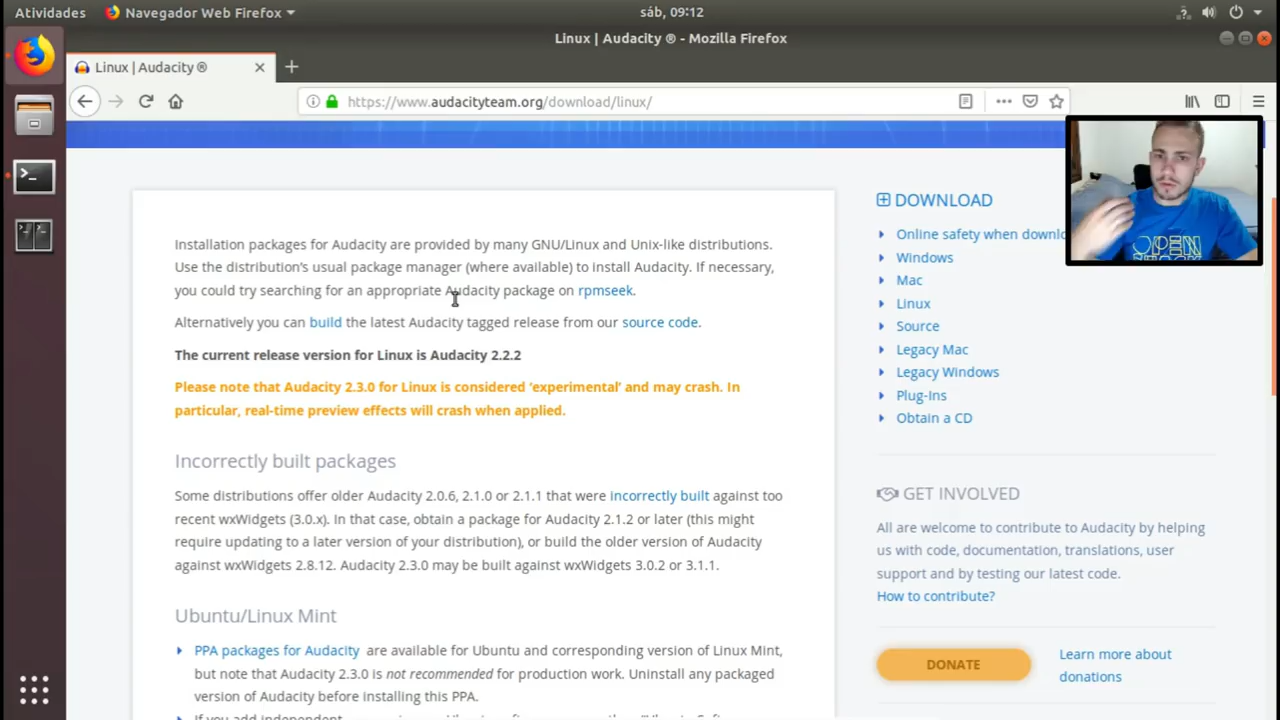 Atividades
Navegador Web Firefox
sáb, 09:12
Linux | Audacity ® - Mozilla Firefox
Linux | Audacity ®
https://www.audacityteam.org/download/linux/
Installation packages for Audacity are provided by many GNU/Linux and Unix-like distributions.
Use the distribution's usual package manager (where available) to install Audacity. If necessary,
you could try searching for an appropriate Audacity package on rpmseek.
Alternatively you can build the latest Audacity tagged release from our source code.
The current release version for Linux is Audacity 2.2.2
Please note that Audacity 2.3.0 for Linux is considered 'experimental' and may crash. In
particular, real-time preview effects will crash when applied.
Incorrectly built packages
Some distributions offer older Audacity 2.0.6, 2.1.0 or 2.1.1 that were incorrectly built against too
recent wxWidgets (3.0.x). In that case, obtain a package for Audacity 2.1.2 or later (this might
require updating to a later version of your distribution), or build the older version of Audacity
against wxWidgets 2.8.12. Audacity 2.3.0 may be built against wxWidgets 3.0.2 or 3.1.1.
Ubuntu/Linux Mint
PPA packages for Audacity are available for Ubuntu and corresponding version of Linux Mint,
but note that Audacity 2.3.0 is not recommended for production work. Uninstall any packaged
version of Audacity before installing this PPA.
If you add independent
DOWNLOAD
Online safety when downlo
Windows
Mac
Linux
Source
Legacy Mac
Legacy Windows
Plug-Ins
Obtain a CD
GET INVOLVED
All are welcome to contribute to Audacity by helping
us with code, documentation, translations, user
support and by testing our latest code.
How to contribute?
DONATE
Learn more about
donations
OPEN